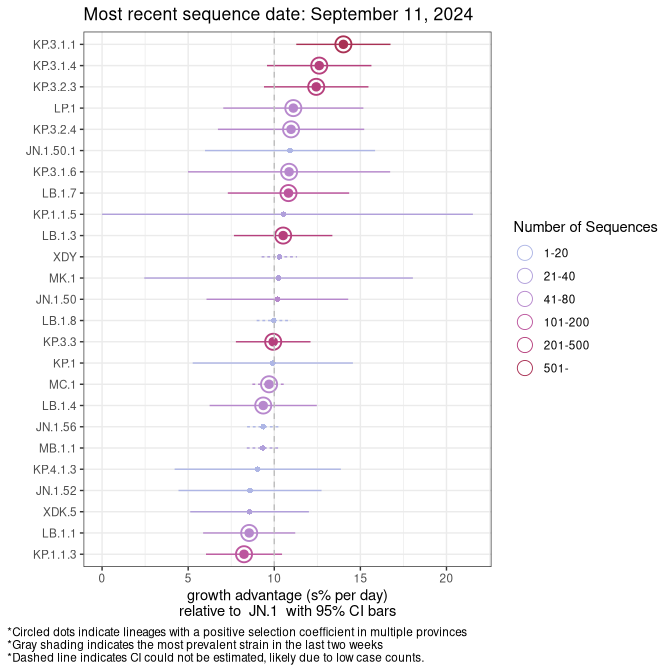 Most recent sequence date: September 11, 2024
KP.3.1.1
KP.3.1.4
KP.3.2.3
LP.1
KP.3.2.4
JN.1.50.1
KP.3.1.6
LB.1.7
KP.1.1.5
LB.1.3
XDY
MK.1
JN.1.50
LB.1.8
KP.3.3
KP.1
MC.1
LB.1.4
JN.1.56
MB.1.1
KP.4.1.3
JN.1.52
XDK.5
LB.1.1
KP.1.1.3
0 5 10 15 20
growth advantage (s% per day)
relative to JN.1 with 95% CI bars
Number of Sequences
1-20
21-40
41-80
101-200
201-500
501-
*Circled dots indicate lineages with a positive selection coefficient in multiple provinces
*Gray shading indicates the most prevalent strain in the last two weeks
*Dashed line indicates CI could not be estimated, likely due to low case counts.